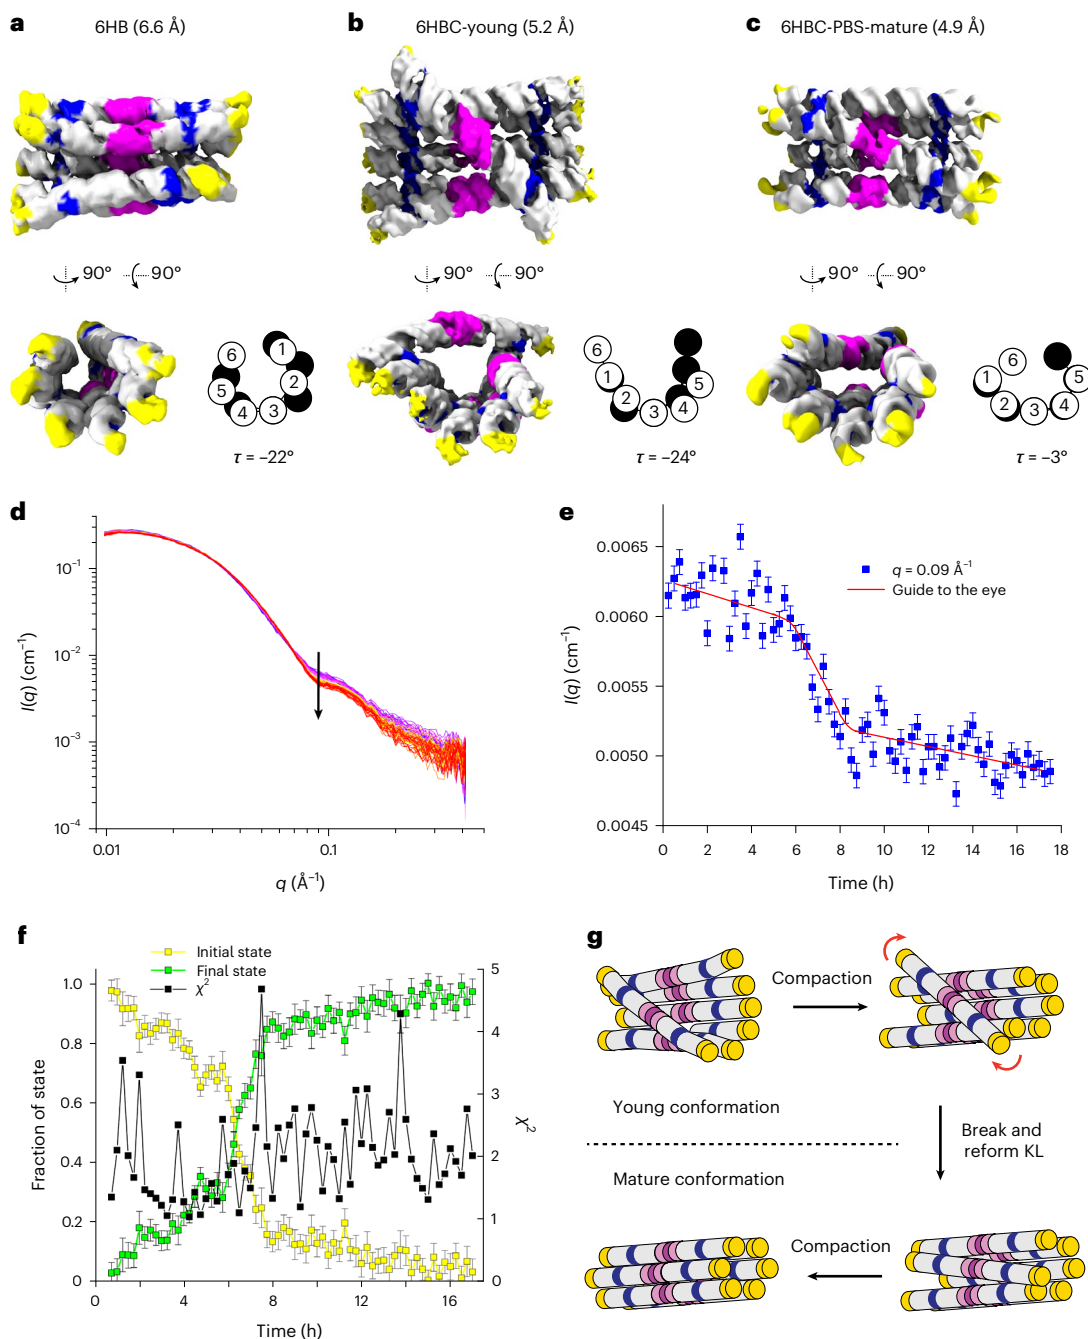 a
6HB (6.6 Å)
b
6HBC-young (5.2 Å)
c
6HBC-PBS-mature (4.9 Å)
90° 90°
90° 90°
90° 90°
6 1 5 2 4 3
τ = –22°
6 1 2 3 4 5
τ = –24°
1 6 5 2 3 4
τ = –3°
d
10⁻¹
10⁻²
10⁻³
10⁻⁴
I(q) (cm⁻¹)
0.01 0.1
q (Å⁻¹)
e
0.0065
0.0060
0.0055
0.0050
0.0045
I(q) (cm⁻¹)
q = 0.09 Å⁻¹
Guide to the eye
0 2 4 6 8 10 12 14 16 18
Time (h)
f
Initial state
Final state
χ²
1.0
0.8
0.6
0.4
0.2
0
Fraction of state
5
4
3
2
1
0
χ²
0 4 8 12 16
Time (h)
g
Compaction
Young conformation
Break and
reform KL
Mature conformation
Compaction